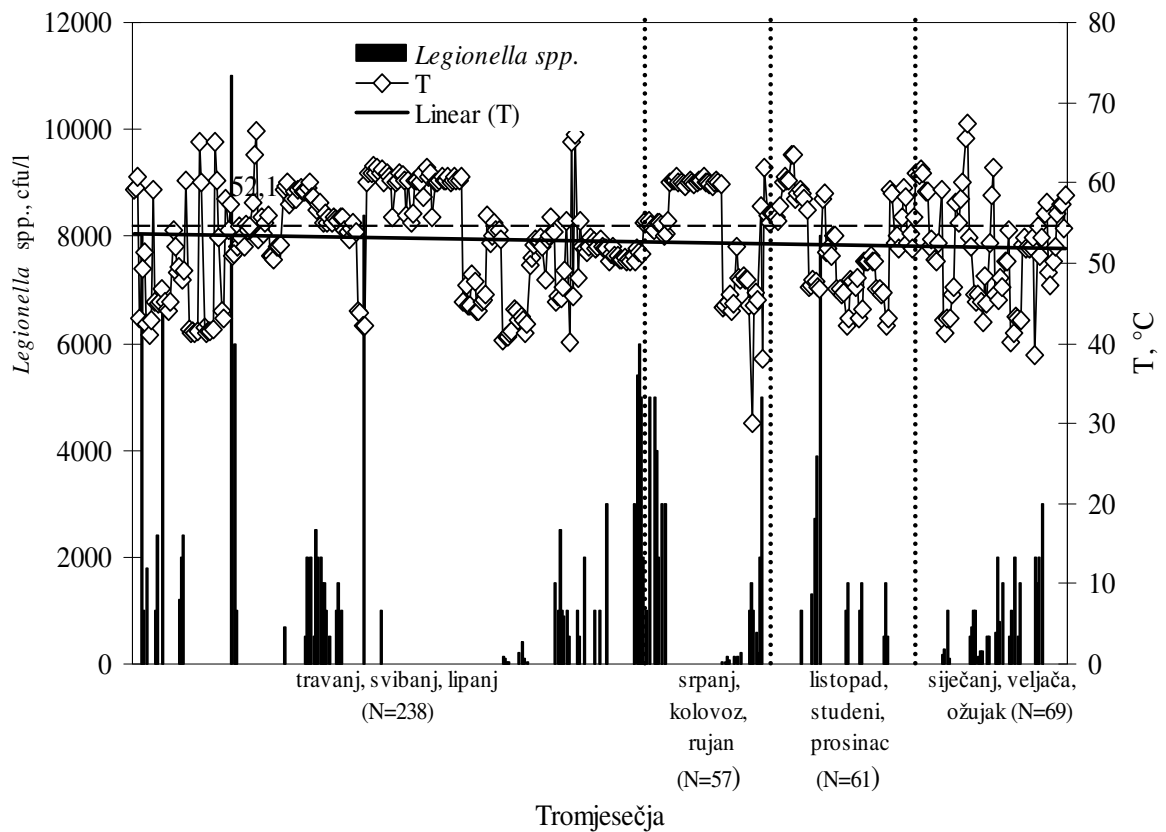 12000
10000
8000
6000
4000
2000
0
Legionella spp., cfu/l
Legionella spp.
T
Linear (T)
52,1
80
70
60
50
40
30
20
10
0
T, °C
travanj, svibanj, lipanj
(N=238)
srpanj,
kolovoz,
rujan
(N=57)
listopad,
studeni,
prosinac
(N=61)
siječanj, veljača,
ožujak (N=69)
Tromjesečja